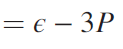 = ϵ − 3P